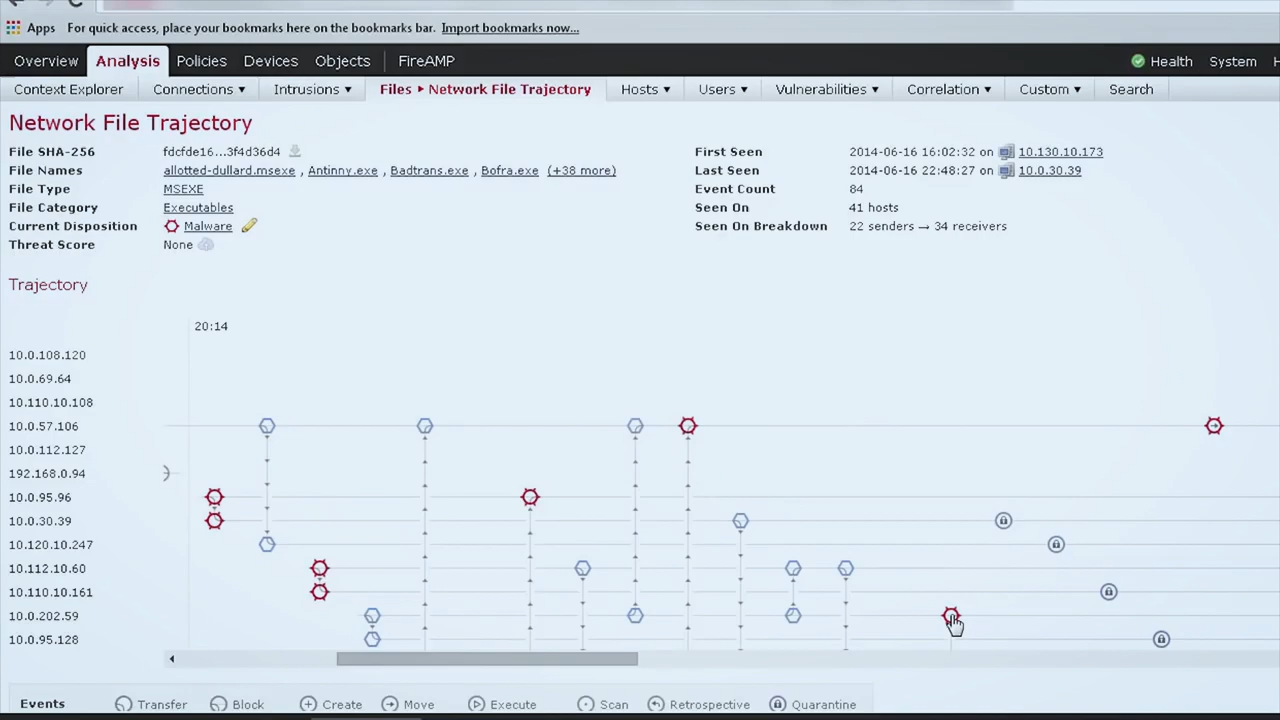 Apps For quick access, place your bookmarks here on the bookmarks bar. Import bookmarks now...
Overview Analysis Policies Devices Objects FireAMP Health System H
Context Explorer Connections ▾ Intrusions ▾ Files ▸ Network File Trajectory Hosts ▾ Users ▾ Vulnerabilities ▾ Correlation ▾ Custom ▾ Search
Network File Trajectory
File SHA-256 fdcfde16...3f4d36d4
File Names allotted-dullard.msexe , Antinny.exe , Badtrans.exe , Bofra.exe (+38 more)
File Type MSEXE
File Category Executables
Current Disposition Malware
Threat Score None
First Seen 2014-06-16 16:02:32 on 10.130.10.173
Last Seen 2014-06-16 22:48:27 on 10.0.30.39
Event Count 84
Seen On 41 hosts
Seen On Breakdown 22 senders → 34 receivers
Trajectory
20:14
10.0.108.120
10.0.69.64
10.110.10.108
10.0.57.106
10.0.112.127
192.168.0.94
10.0.95.96
10.0.30.39
10.120.10.247
10.112.10.60
10.110.10.161
10.0.202.59
10.0.95.128
Events Transfer Block Create Move Execute Scan Retrospective Quarantine